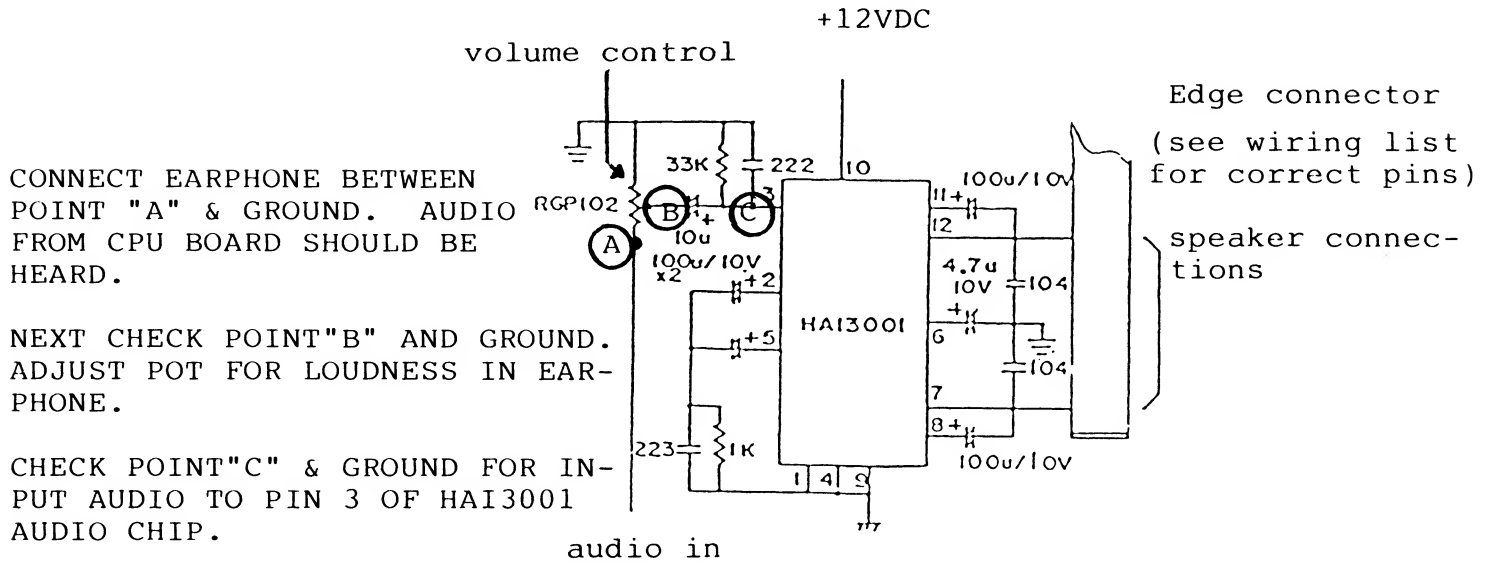 +12VDC
volume control
Edge connector
(see wiring list
for correct pins)
speaker connec-
tions
CONNECT EARPHONE BETWEEN
POINT "A" & GROUND. AUDIO
FROM CPU BOARD SHOULD BE
HEARD.
NEXT CHECK POINT"B" AND GROUND.
ADJUST POT FOR LOUDNESS IN EAR-
PHONE.
CHECK POINT"C" & GROUND FOR IN-
PUT AUDIO TO PIN 3 OF HAI3001
AUDIO CHIP.
33K
222
10
RGP102
B
+
10u
C
3
A
100u/10V
x2
+2
+5
223
1K
HA13001
1
4
9
100u/10V
11+
12
4.7u
10V
104
+
6
104
7
8+
100u/10V
audio in